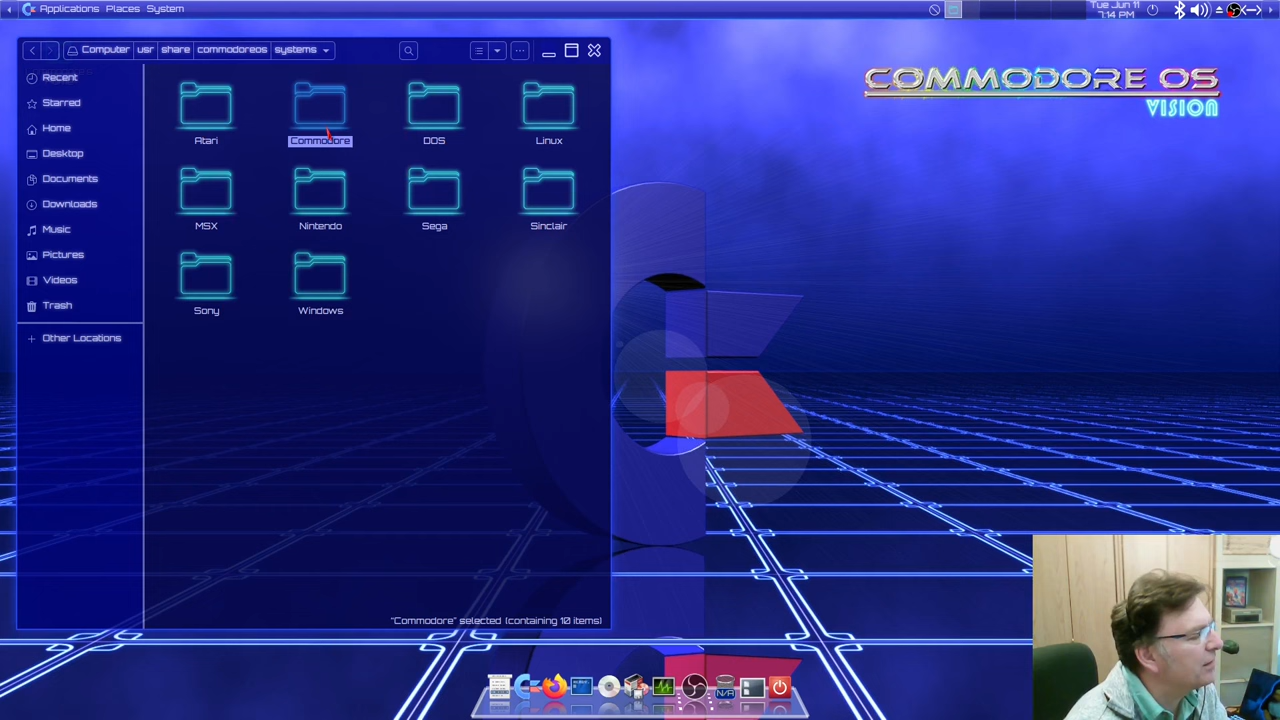 Applications Places System
Tue Jun 11
7:14 PM
Computer usr share commodoreos systems
COMMODORE OS
VISION
Recent
Starred
Home
Desktop
Documents
Downloads
Music
Pictures
Videos
Trash
Other Locations
Atari
Commodore
DOS
Linux
MSX
Nintendo
Sega
Sinclair
Sony
Windows
"Commodore" selected (containing 10 items)
N/A